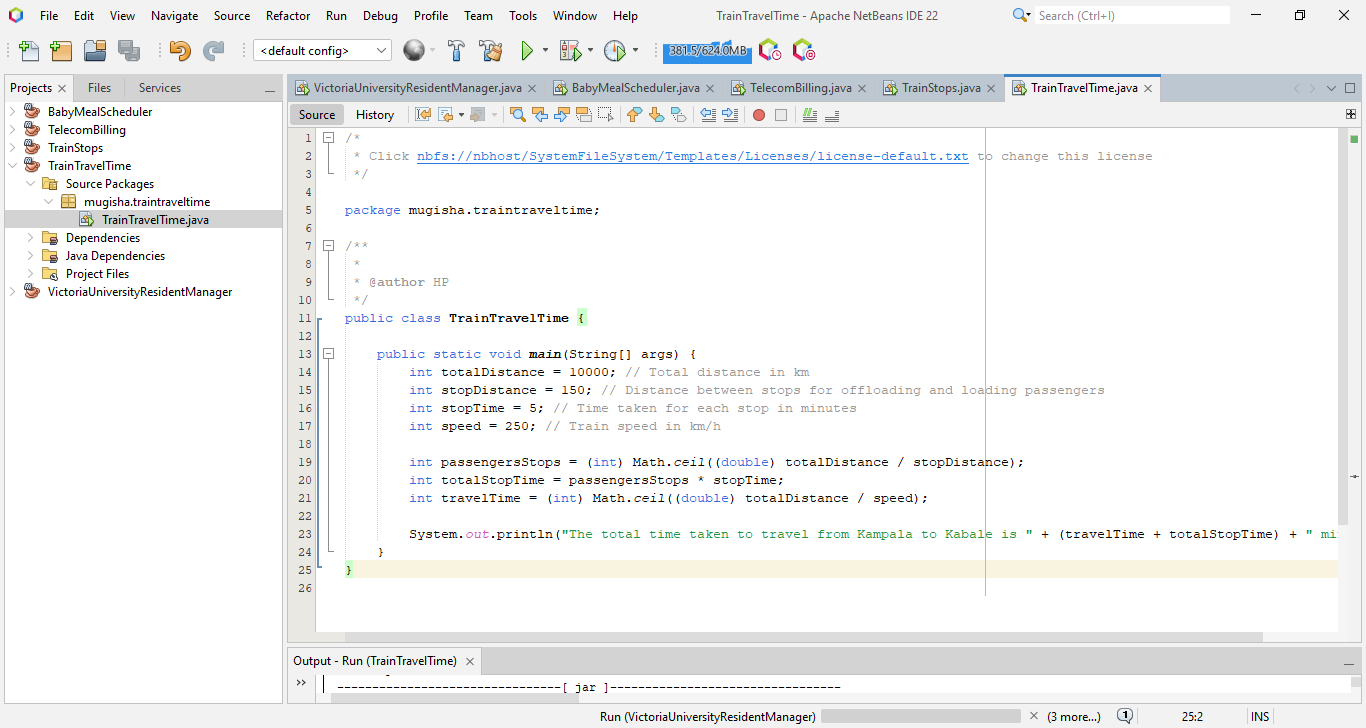 File Edit View Navigate Source Refactor Run Debug Profile Team Tools Window Help TrainTravelTime - Apache NetBeans IDE 22 Search (Ctrl+I)
<default config> 381.5/624.0MB
Projects Files Services
VictoriaUniversityResidentManager.java BabyMealScheduler.java TelecomBilling.java TrainStops.java TrainTravelTime.java
BabyMealScheduler
TelecomBilling
TrainStops
TrainTravelTime
Source Packages
mugisha.traintraveltime
TrainTravelTime.java
Dependencies
Java Dependencies
Project Files
VictoriaUniversityResidentManager
Source History
1 /*
2 * Click nbfs://nbhost/SystemFileSystem/Templates/Licenses/license-default.txt to change this license
3 */
4
5 package mugisha.traintraveltime;
6
7 /**
8 *
9 * @author HP
10 */
11 public class TrainTravelTime {
12
13 public static void main(String[] args) {
14 int totalDistance = 10000; // Total distance in km
15 int stopDistance = 150; // Distance between stops for offloading and loading passengers
16 int stopTime = 5; // Time taken for each stop in minutes
17 int speed = 250; // Train speed in km/h
18
19 int passengersStops = (int) Math.ceil((double) totalDistance / stopDistance);
20 int totalStopTime = passengersStops * stopTime;
21 int travelTime = (int) Math.ceil((double) totalDistance / speed);
22
23 System.out.println("The total time taken to travel from Kampala to Kabale is " + (travelTime + totalStopTime) + " mi
24 }
25 }
26
Output - Run (TrainTravelTime)
--------------------------------[ jar ]---------------------------------
Run (VictoriaUniversityResidentManager) (3 more...) 1 25:2 INS